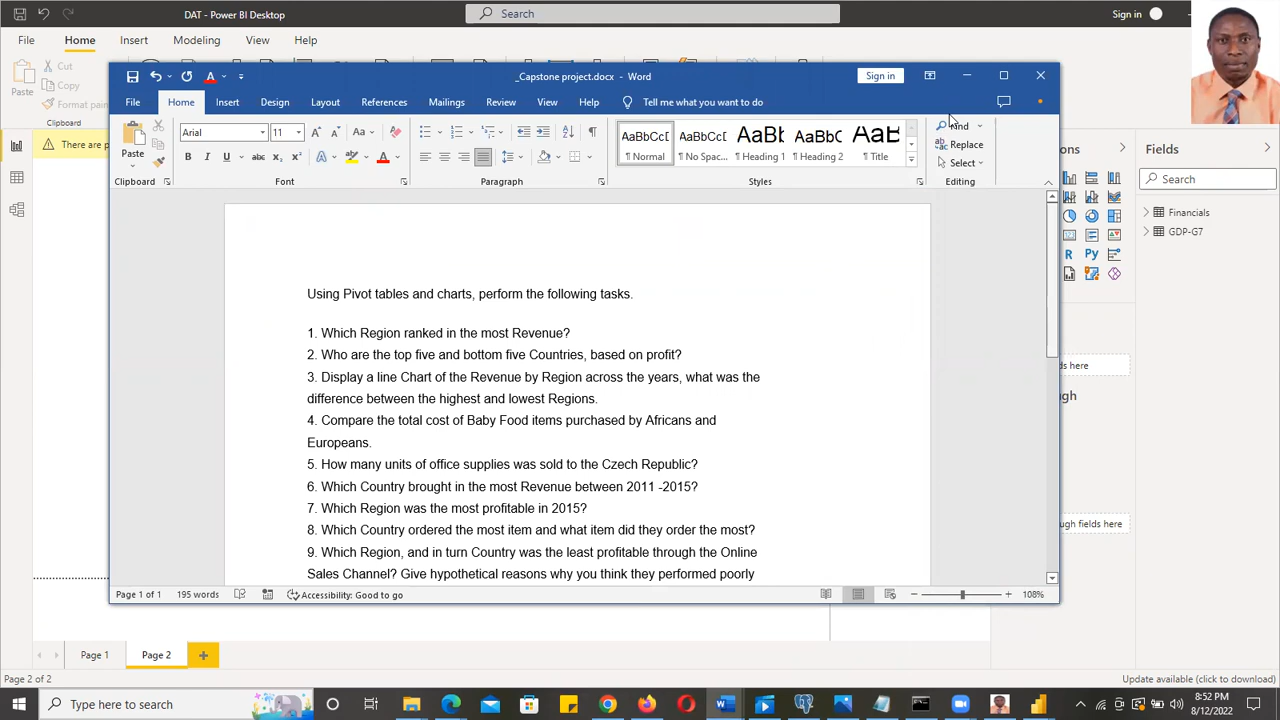 DAT - Power BI Desktop
Search
Sign in
File
Home
Insert
Modeling
View
Help
Paste
Cut
Copy
Format pain
Clipboard
There are p
_Capstone project.docx - Word
Sign in
File
Home
Insert
Design
Layout
References
Mailings
Review
View
Help
Tell me what you want to do
Paste
Clipboard
Arial
11
Font
Paragraph
AaBbCc
¶ Normal
AaBbCc
¶ No Spac...
AaBb
¶ Heading 1
AaBbC
¶ Heading 2
AaB
¶ Title
Styles
Find
Replace
Select
Editing
Using Pivot tables and charts, perform the following tasks.
1. Which Region ranked in the most Revenue?
2. Who are the top five and bottom five Countries, based on profit?
3. Display a line Chart of the Revenue by Region across the years, what was the
difference between the highest and lowest Regions.
4. Compare the total cost of Baby Food items purchased by Africans and
Europeans.
5. How many units of office supplies was sold to the Czech Republic?
6. Which Country brought in the most Revenue between 2011 -2015?
7. Which Region was the most profitable in 2015?
8. Which Country ordered the most item and what item did they order the most?
9. Which Region, and in turn Country was the least profitable through the Online
Sales Channel? Give hypothetical reasons why you think they performed poorly
Page 1 of 1
195 words
Accessibility: Good to go
108%
ons
Fields
Search
Financials
GDP-G7
R
Py
ds here
gh
ugh fields here
Page 1
Page 2
Page 2 of 2
Update available (click to download)
Type here to search
8:52 PM
8/12/2022